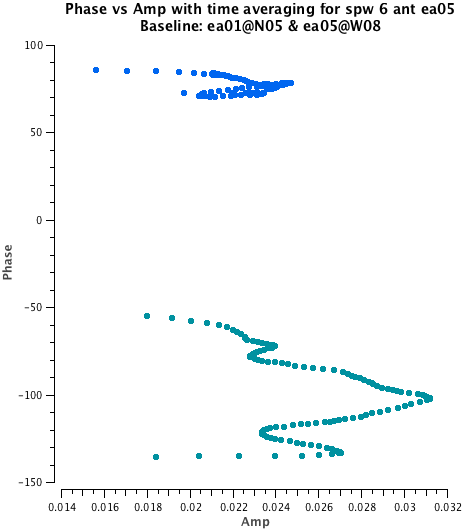 Phase vs Amp with time averaging for spw 6 ant ea05
Baseline: ea01@N05 & ea05@W08
100
50
0
-50
-100
-150
Phase
0.014 0.016 0.018 0.02 0.022 0.024 0.026 0.028 0.03 0.032
Amp